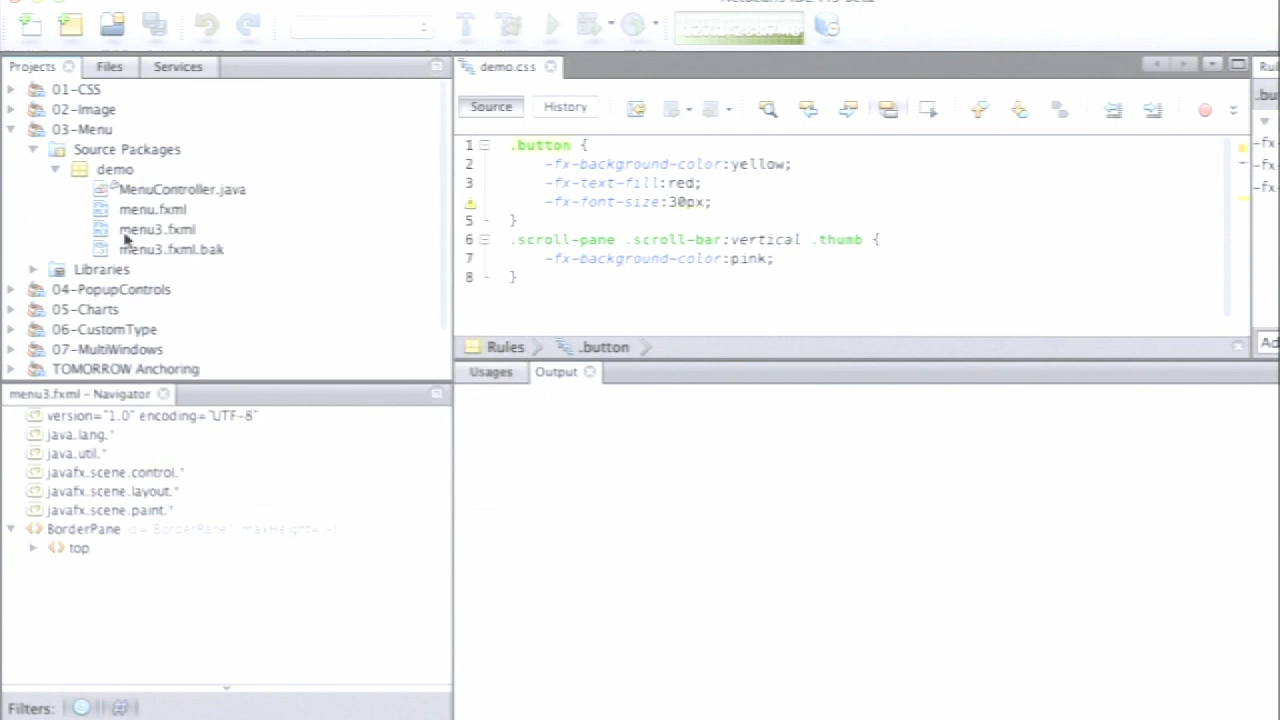 Projects
Files
Services
01-CSS
02-Image
03-Menu
Source Packages
demo
MenuController.java
menu.fxml
menu3.fxml
menu3.fxml.bak
Libraries
04-PopupControls
05-Charts
06-CustomType
07-MultiWindows
TOMORROW Anchoring
menu3.fxml - Navigator
version="1.0" encoding="UTF-8"
java.lang.*
java.util.*
javafx.scene.control.*
javafx.scene.layout.*
javafx.scene.paint.*
BorderPane
top
Filters:
demo.css
Source
History
1 .button {
2 -fx-background-color:yellow;
3 -fx-text-fill:red;
-fx-font-size:30px;
5 }
6 .scroll-pane .scroll-bar:vertical .thumb {
7 -fx-background-color:pink;
8 }
Rules
.button
Usages
Output